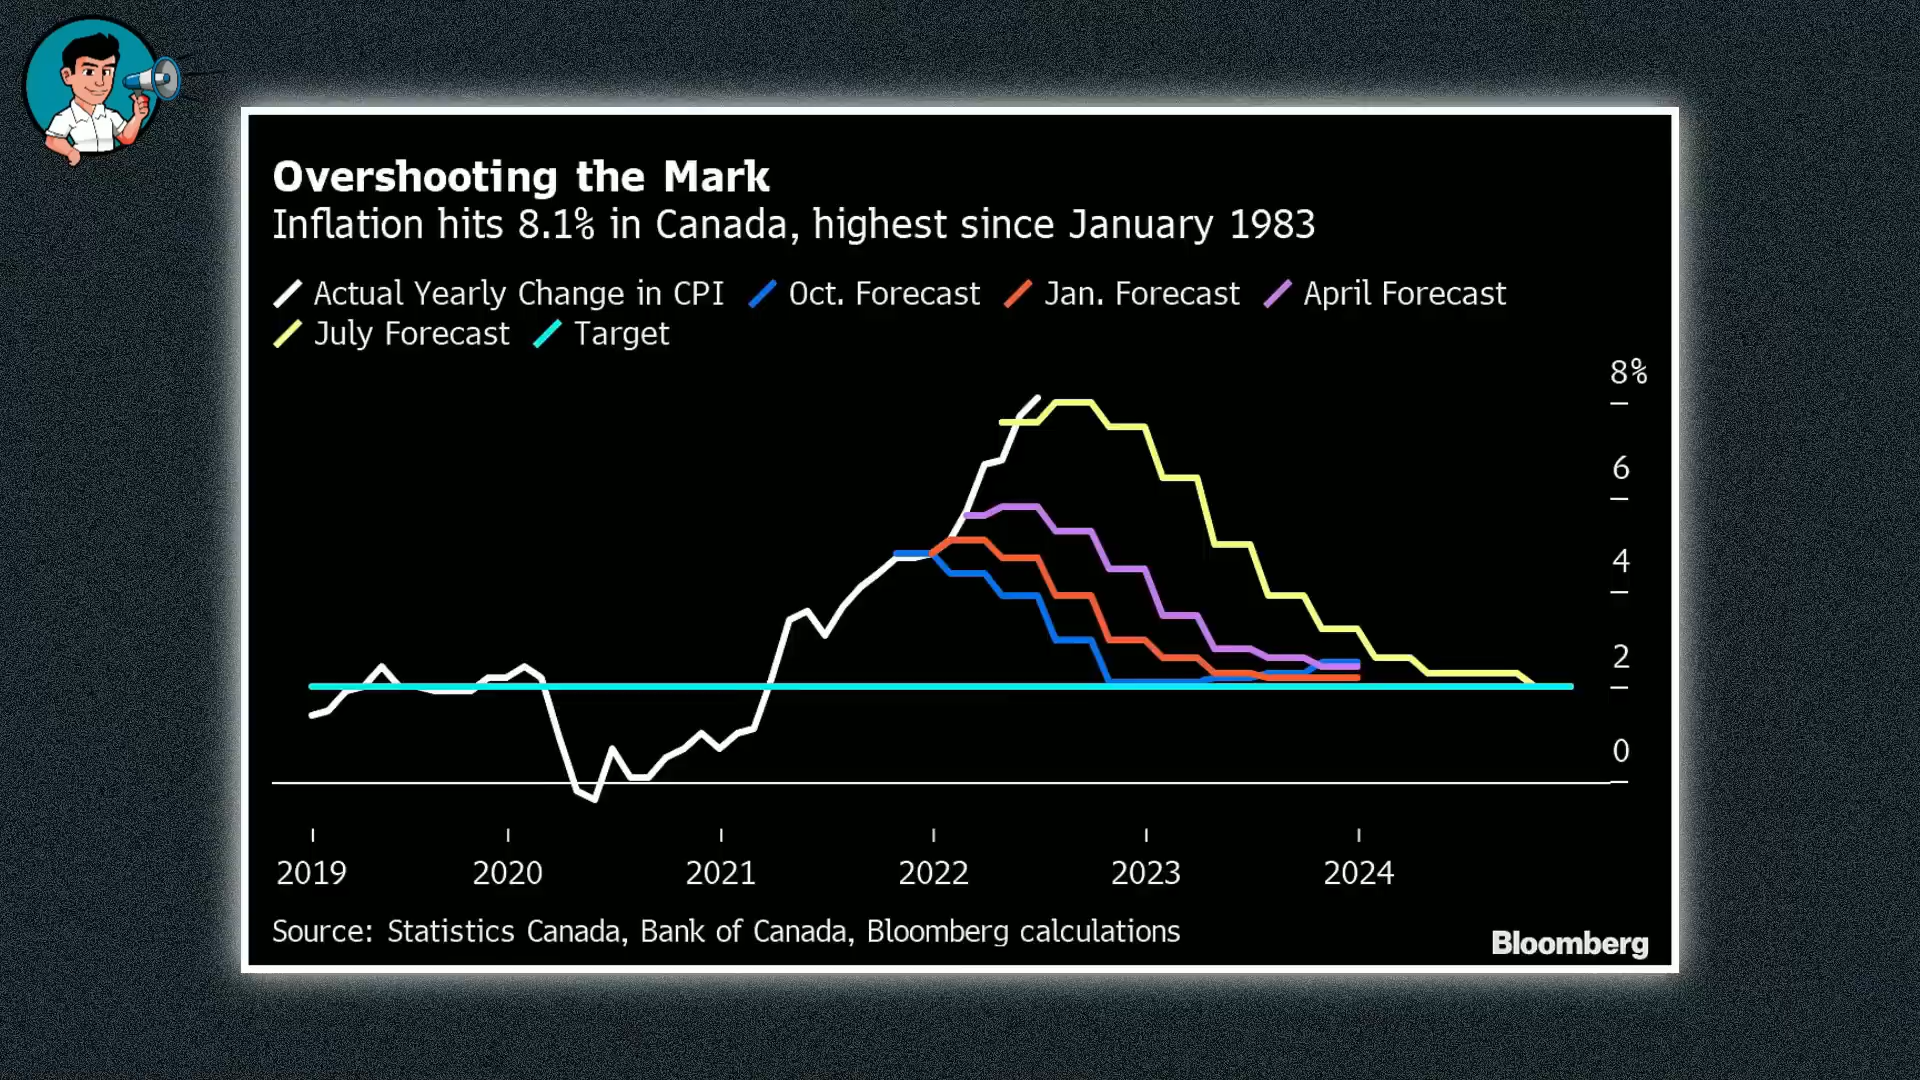 Overshooting the Mark
Inflation hits 8.1% in Canada, highest since January 1983
Actual Yearly Change in CPI Oct. Forecast Jan. Forecast April Forecast
July Forecast Target
8%
6
4
2
0
2019 2020 2021 2022 2023 2024
Source: Statistics Canada, Bank of Canada, Bloomberg calculations
Bloomberg